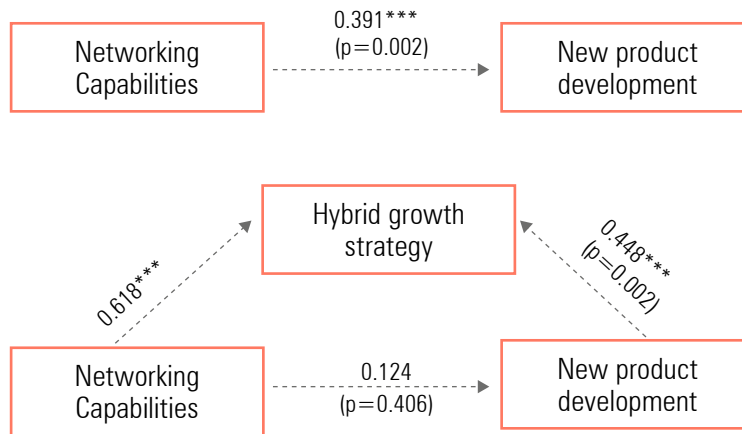 0.391***
(p=0.002)
Networking
Capabilities
New product
development
Hybrid growth
strategy
0.618***
0.448***
(p=0.002)
Networking
Capabilities
0.124
(p=0.406)
New product
development